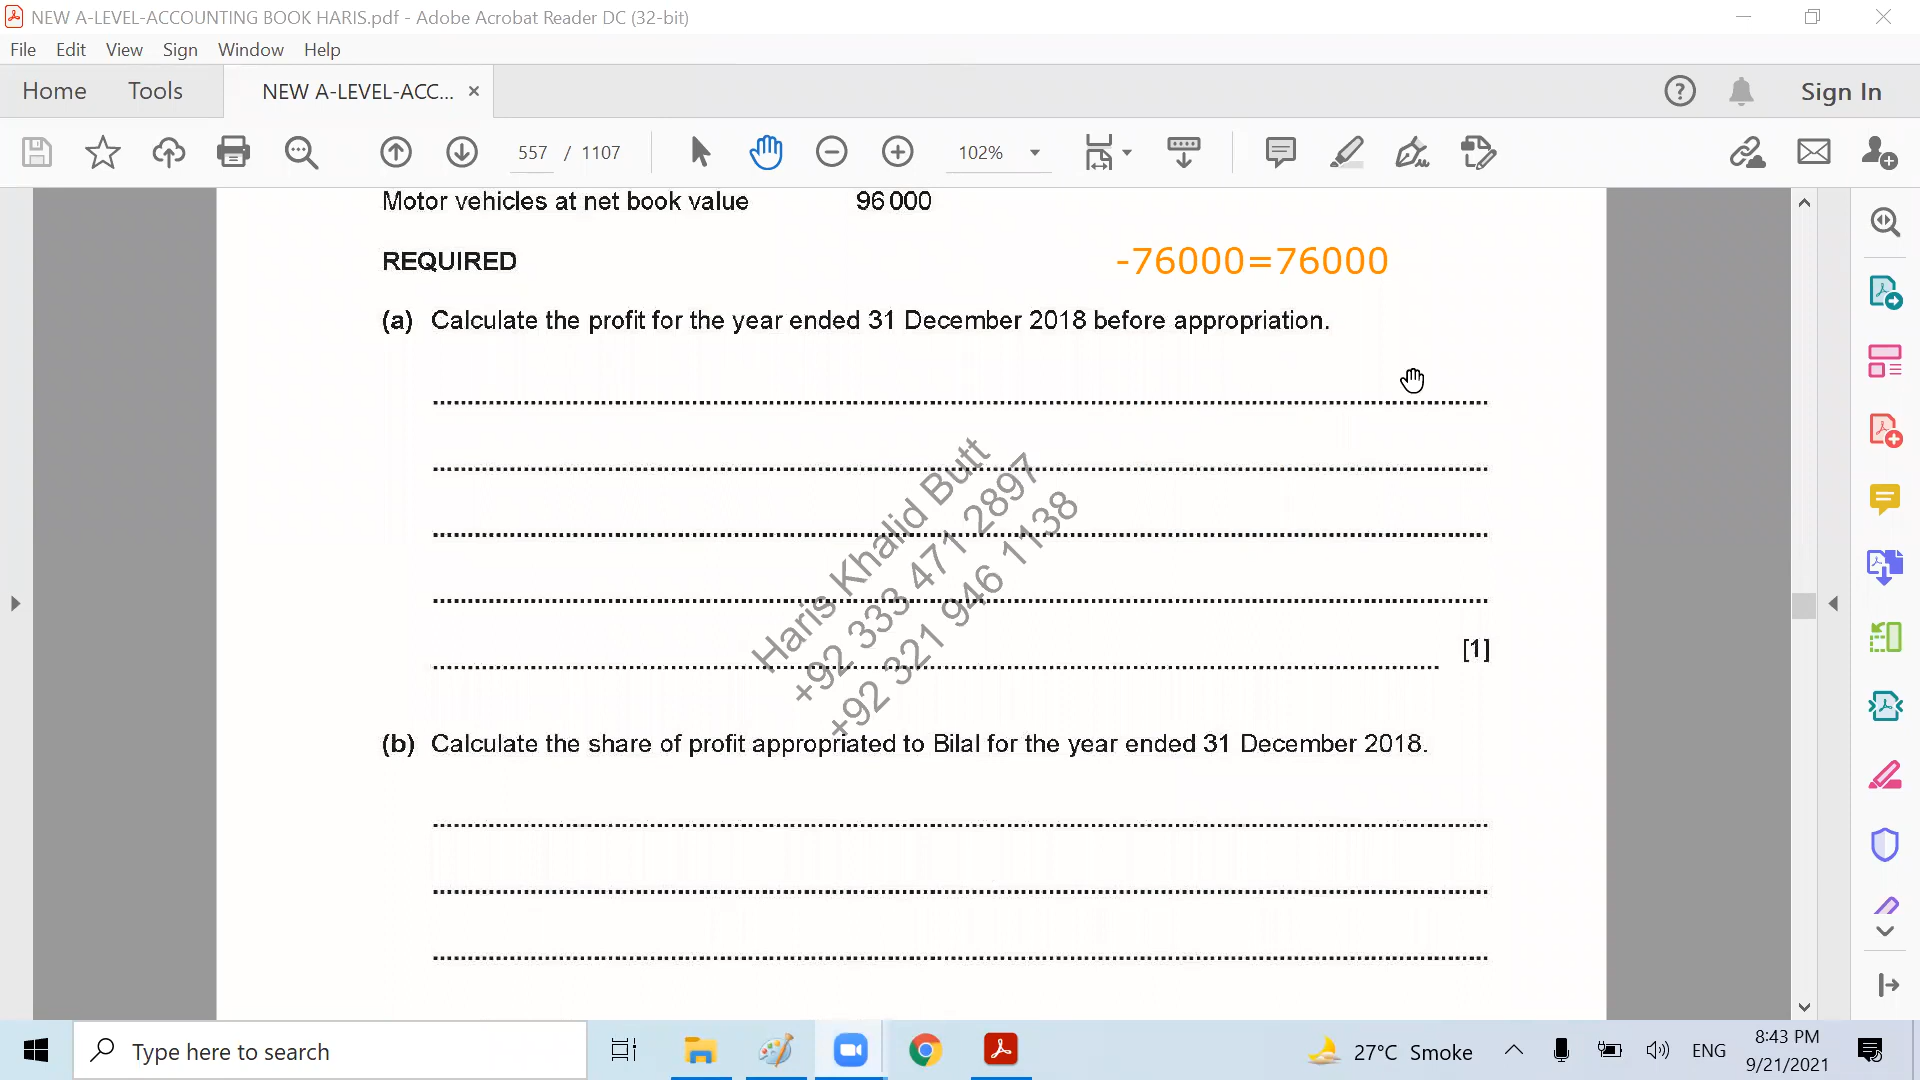 NEW A-LEVEL-ACCOUNTING BOOK HARIS.pdf - Adobe Acrobat Reader DC (32-bit)
File Edit View Sign Window Help
Home Tools NEW A-LEVEL-ACC... × Sign In
557 / 1107 102%
Motor vehicles at net book value 96 000
REQUIRED
-76000=76000
(a) Calculate the profit for the year ended 31 December 2018 before appropriation.
[1]
Haris Khalid Butt
+92 333 471 2897
+92 321 946 1138
(b) Calculate the share of profit appropriated to Bilal for the year ended 31 December 2018.
Type here to search
27°C Smoke ENG
8:43 PM
9/21/2021